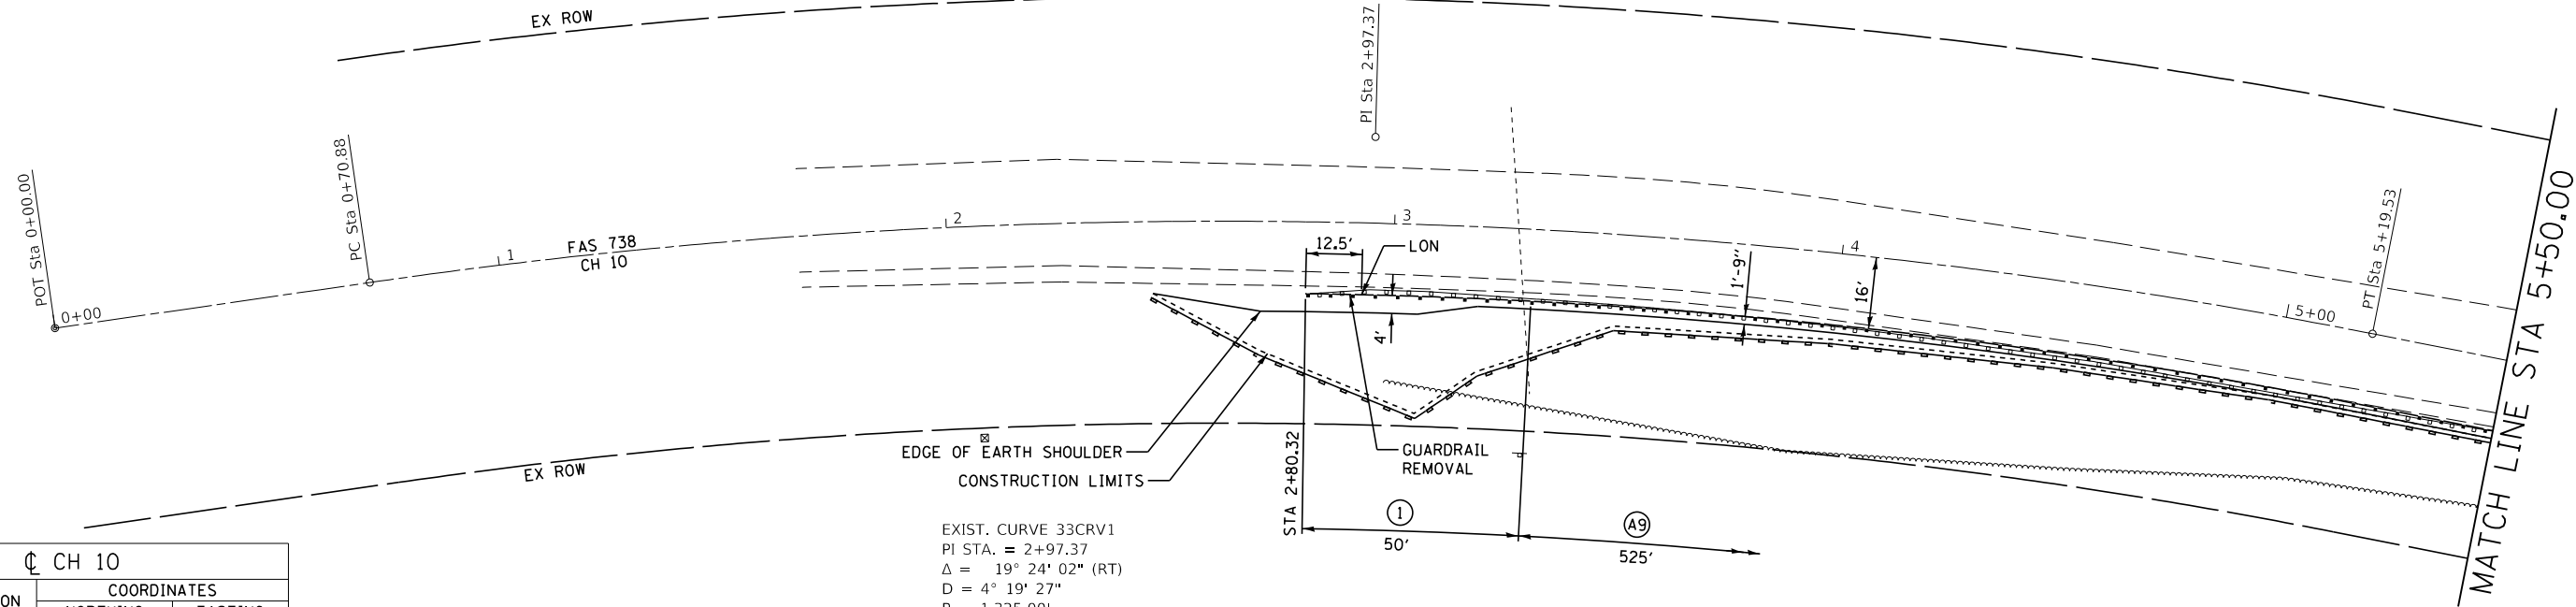 EX ROW
PI Sta 2+97.37
POT Sta 0+00.00
PC Sta 0+70.88
0+00
1
FAS 738
CH 10
2
3
4
5+00
PT Sta 5+19.53
MATCH LINE STA 5+50.00
12.5'
LON
1'-9"
16'
4'
EX ROW
EDGE OF EARTH SHOULDER
CONSTRUCTION LIMITS
GUARDRAIL
REMOVAL
STA 2+80.32
1
50'
A9
525'
EXIST. CURVE 33CRV1
PI STA. = 2+97.37
Δ = 19° 24' 02" (RT)
D = 4° 19' 27"
℄ CH 10
COORDINATES
ON